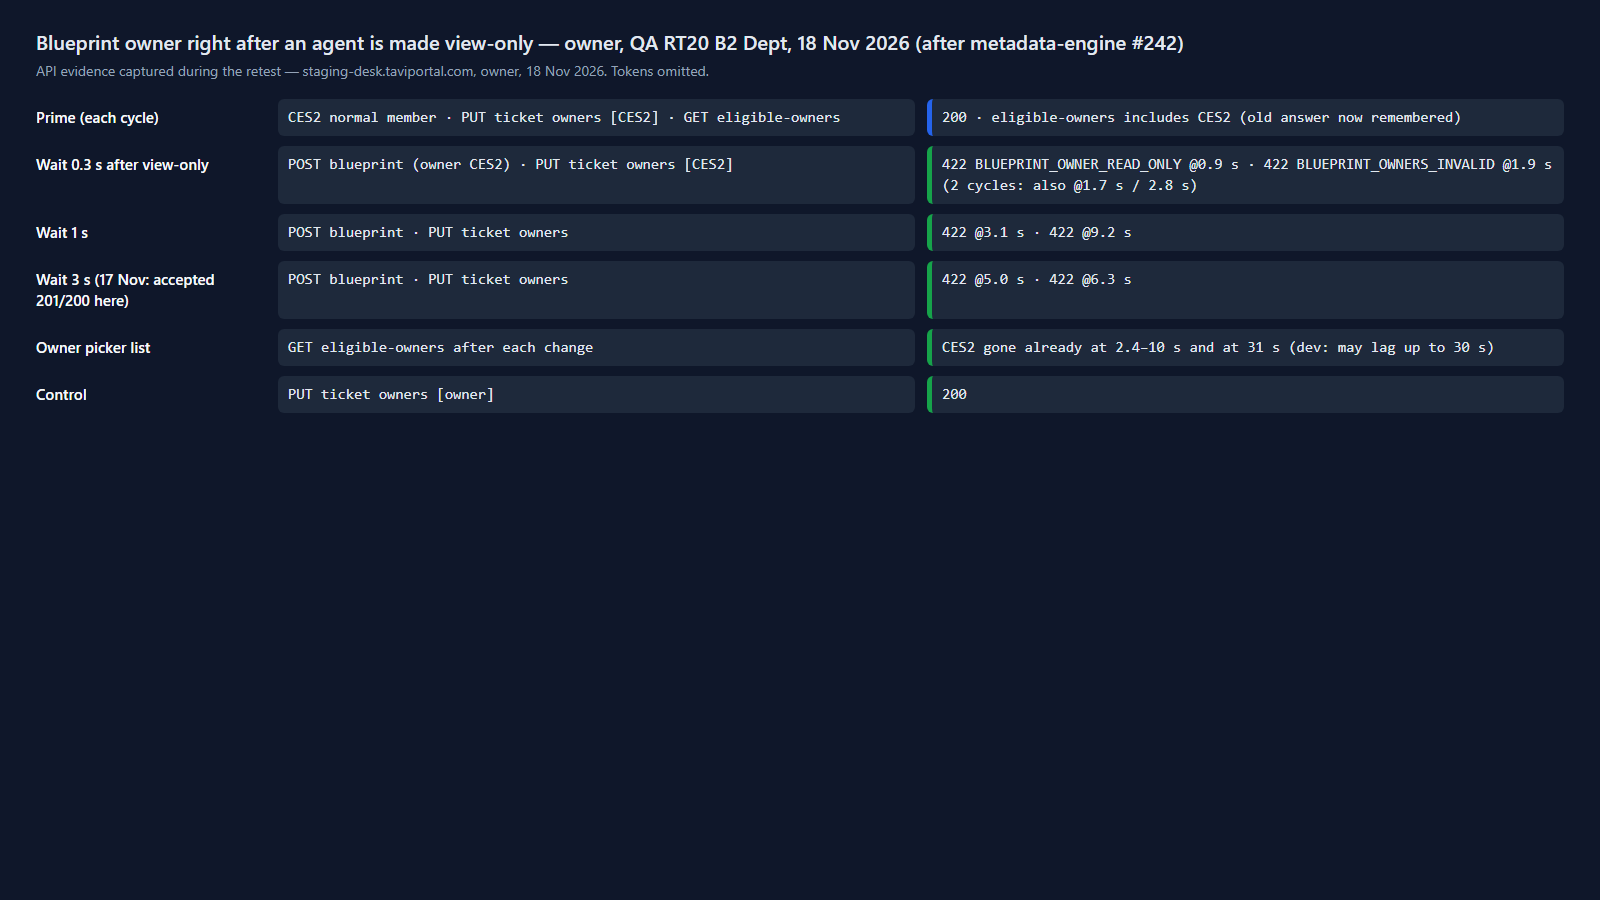 Blueprint owner right after an agent is made view-only — owner, QA RT20 B2 Dept, 18 Nov 2026 (after metadata-engine #242)
API evidence captured during the retest — staging-desk.taviportal.com, owner, 18 Nov 2026. Tokens omitted.
Prime (each cycle)
CES2 normal member · PUT ticket owners [CES2] · GET eligible-owners
200 · eligible-owners includes CES2 (old answer now remembered)
Wait 0.3 s after view-only
POST blueprint (owner CES2) · PUT ticket owners [CES2]
422 BLUEPRINT_OWNER_READ_ONLY @0.9 s · 422 BLUEPRINT_OWNERS_INVALID @1.9 s
(2 cycles: also @1.7 s / 2.8 s)
Wait 1 s
POST blueprint · PUT ticket owners
422 @3.1 s · 422 @9.2 s
Wait 3 s (17 Nov: accepted
201/200 here)
POST blueprint · PUT ticket owners
422 @5.0 s · 422 @6.3 s
Owner picker list
GET eligible-owners after each change
CES2 gone already at 2.4–10 s and at 31 s (dev: may lag up to 30 s)
Control
PUT ticket owners [owner]
200